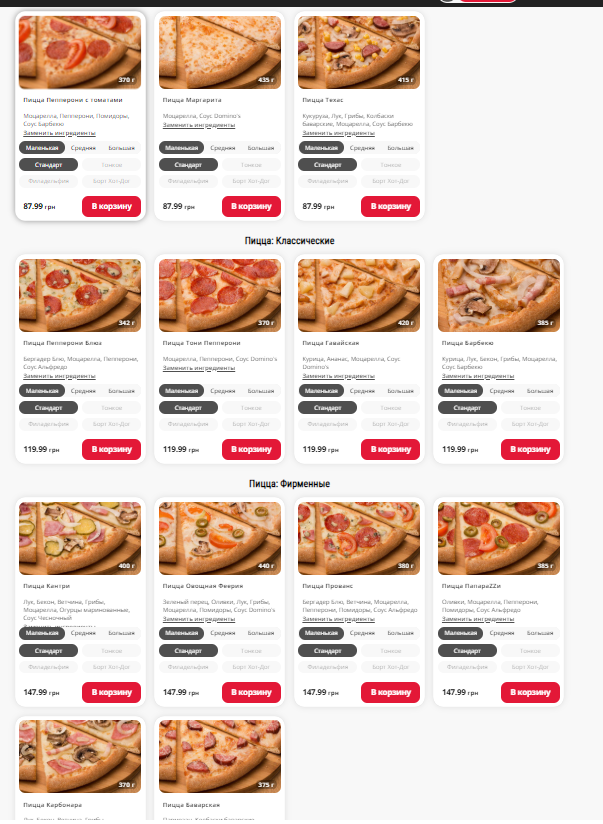 370 г
435 г
415 г
Пицца Пепперони с томатами
Пицца Маргарита
Пицца Техас
Моцарелла, Пепперони, Помидоры,
Соус Барбекю
Заменить ингредиенты
Моцарелла, Соус Domino's
Заменить ингредиенты
Кукуруза, Лук, Грибы, Колбаски
Баварские, Моцарелла, Соус Барбекю
Заменить ингредиенты
Маленькая Средняя Большая
Маленькая Средняя Большая
Маленькая Средняя Большая
Стандарт Тонкое
Стандарт Тонкое
Стандарт Тонкое
Филадельфия Борт Хот-Дог
Филадельфия Борт Хот-Дог
Филадельфия Борт Хот-Дог
87.99 грн В корзину
87.99 грн В корзину
87.99 грн В корзину
Пицца: Классические
342 г
370 г
420 г
385 г
Пицца Пепперони Блюз
Пицца Тони Пепперони
Пицца Гавайская
Пицца Барбекю
Бергадер Блю, Моцарелла, Пепперони,
Соус Альфредо
Заменить ингредиенты
Моцарелла, Пепперони, Соус Domino's
Заменить ингредиенты
Курица, Ананас, Моцарелла, Соус
Domino's
Заменить ингредиенты
Курица, Лук, Бекон, Грибы, Моцарелла,
Соус Барбекю
Заменить ингредиенты
Маленькая Средняя Большая
Маленькая Средняя Большая
Маленькая Средняя Большая
Маленькая Средняя Большая
Стандарт Тонкое
Стандарт Тонкое
Стандарт Тонкое
Стандарт Тонкое
Филадельфия Борт Хот-Дог
Филадельфия Борт Хот-Дог
Филадельфия Борт Хот-Дог
Филадельфия Борт Хот-Дог
119.99 грн В корзину
119.99 грн В корзину
119.99 грн В корзину
119.99 грн В корзину
Пицца: Фирменные
400 г
440 г
380 г
385 г
Пицца Кантри
Пицца Овощная Феерия
Пицца Прованс
Пицца ПапараZZи
Лук, Бекон, Ветчина, Грибы,
Моцарелла, Огурцы маринованные,
Соус Чесночный
Зеленый перец, Оливки, Лук, Грибы,
Моцарелла, Помидоры, Соус Domino's
Заменить ингредиенты
Бергадер Блю, Ветчина, Моцарелла,
Пепперони, Помидоры, Соус Альфредо
Заменить ингредиенты
Оливки, Моцарелла, Пепперони,
Помидоры, Соус Альфредо
Заменить ингредиенты
Маленькая Средняя Большая
Маленькая Средняя Большая
Маленькая Средняя Большая
Маленькая Средняя Большая
Стандарт Тонкое
Стандарт Тонкое
Стандарт Тонкое
Стандарт Тонкое
Филадельфия Борт Хот-Дог
Филадельфия Борт Хот-Дог
Филадельфия Борт Хот-Дог
Филадельфия Борт Хот-Дог
147.99 грн В корзину
147.99 грн В корзину
147.99 грн В корзину
147.99 грн В корзину
370 г
375 г
Пицца Карбонара
Пицца Баварская